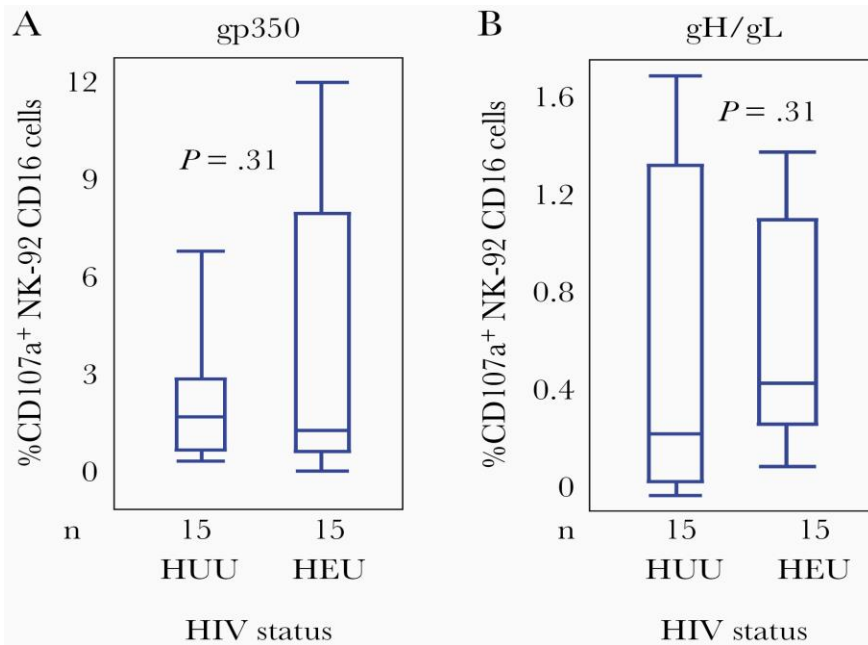 A
gp350
%CD107a⁺ NK-92 CD16 cells
12
9
6
3
0
P = .31
n
15
15
HUU
HEU
HIV status
B
gH/gL
%CD107a⁺ NK-92 CD16 cells
1.6
1.2
0.8
0.4
0
P = .31
n
15
15
HUU
HEU
HIV status